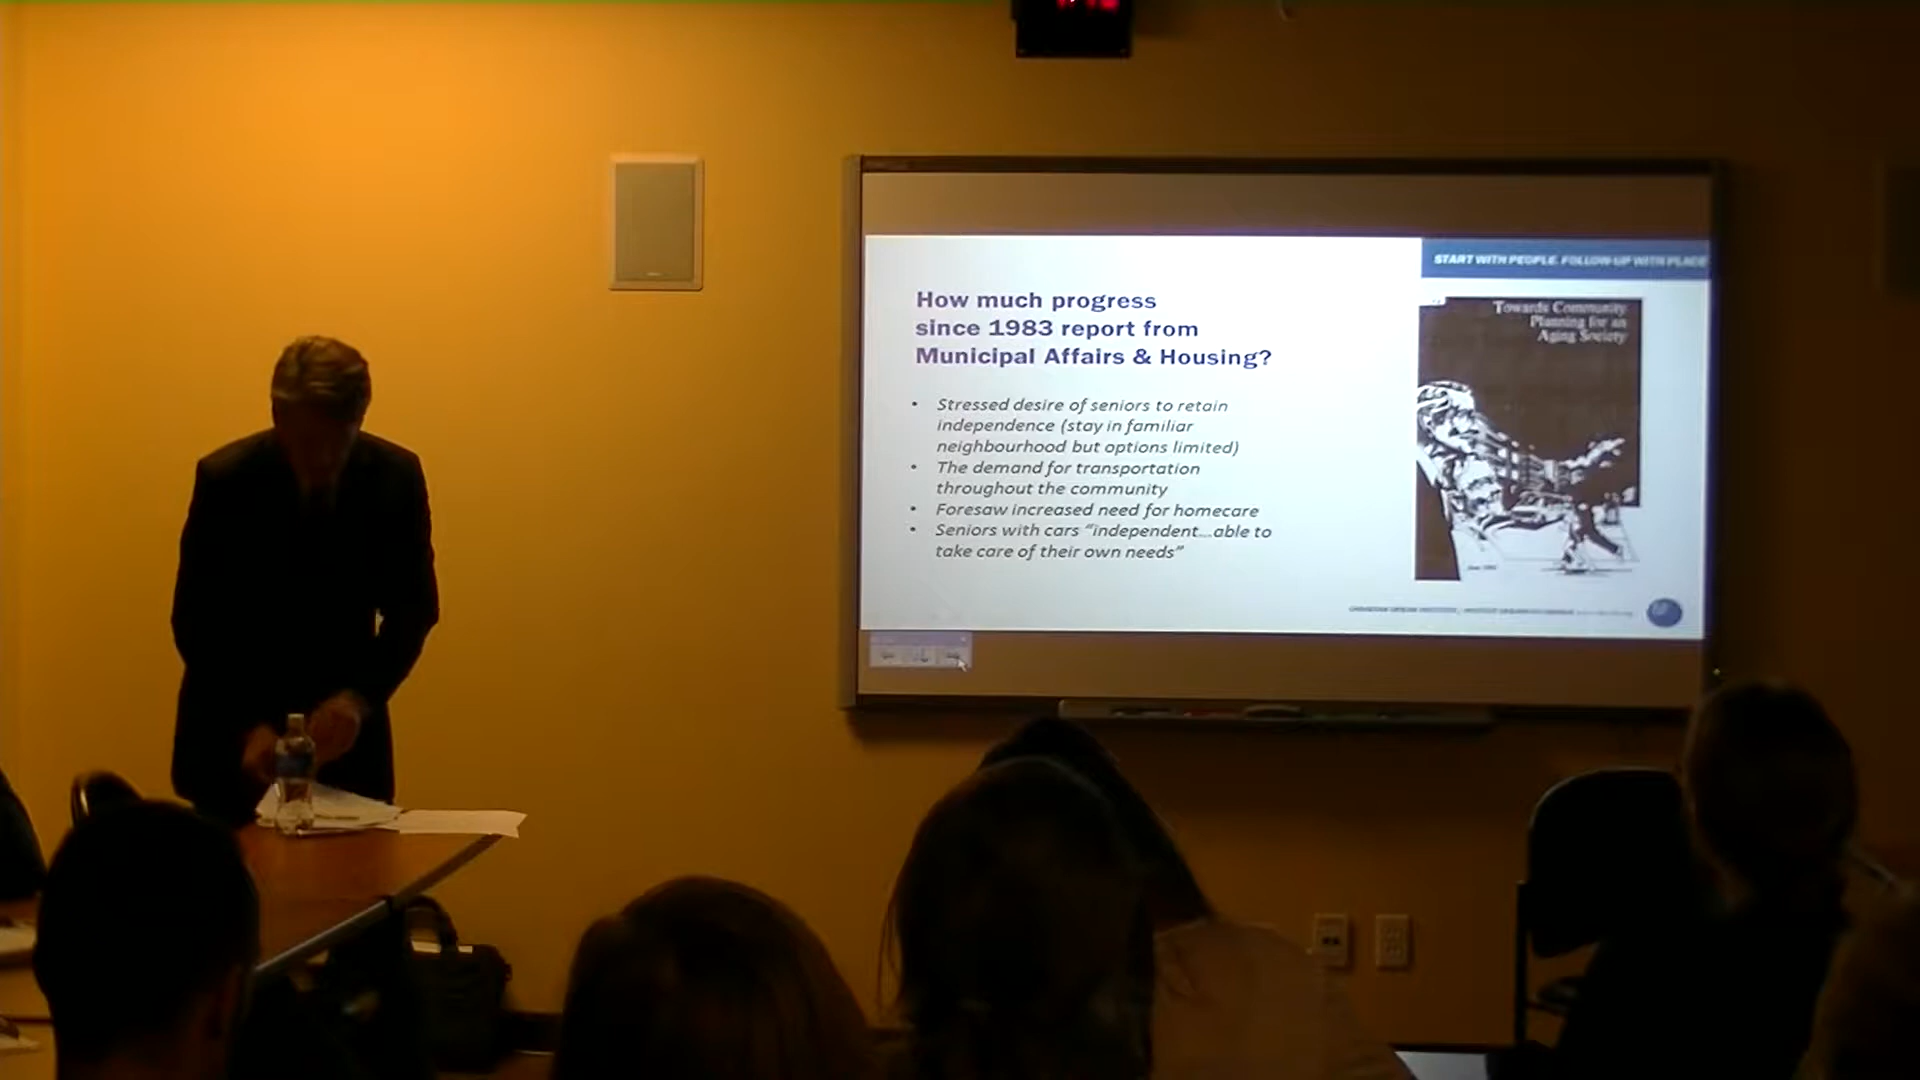 START WITH PEOPLE. FOLLOW-UP WITH PLACE
How much progress
since 1983 report from
Municipal Affairs & Housing?
• Stressed desire of seniors to retain
independence (stay in familiar
neighbourhood but options limited)
• The demand for transportation
throughout the community
• Foresaw increased need for homecare
• Seniors with cars “independent...able to
take care of their own needs”
Towards Community
Planning for an
Aging Society
CANADIAN URBAN INSTITUTE